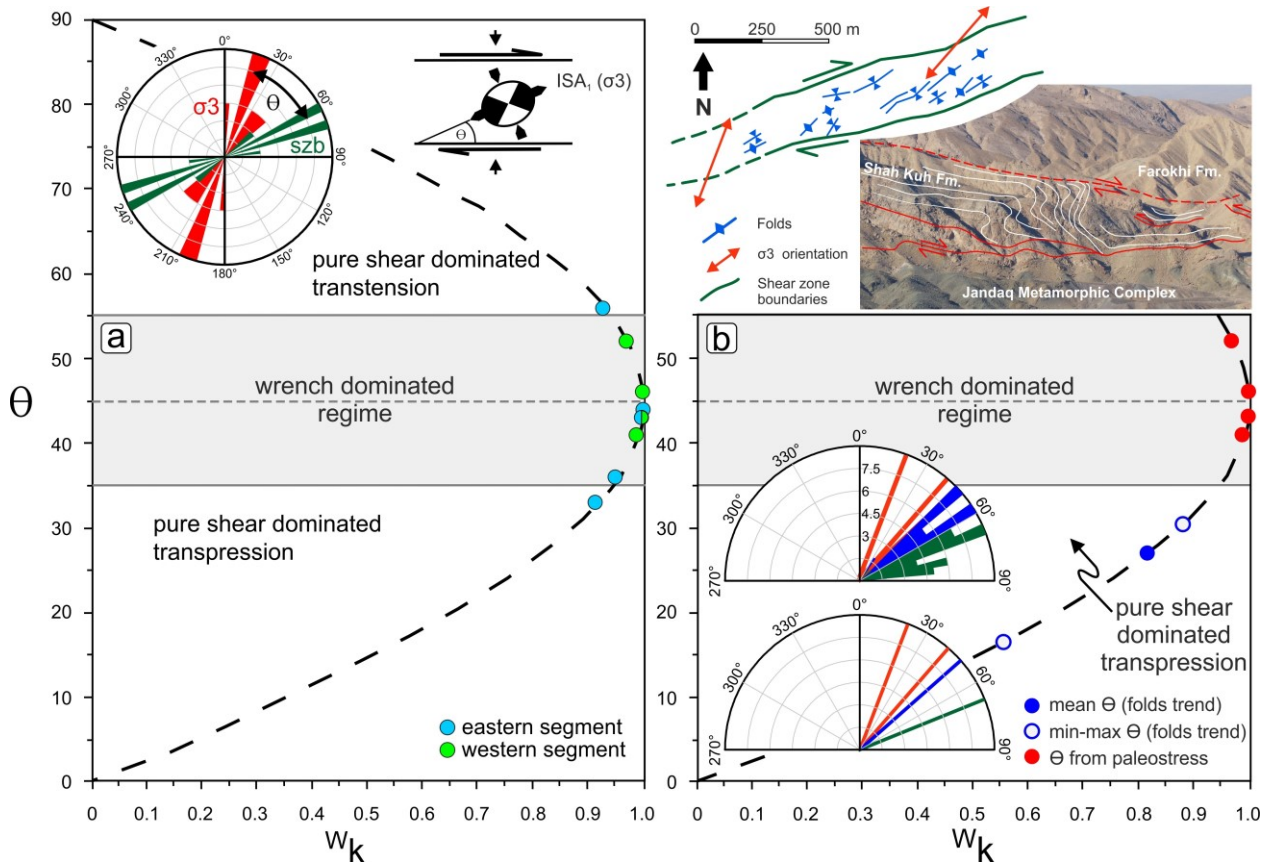 90
80
70
50
40
30
20
10
0
Θ
0
0.1
0.2
0.3
0.4
0.5
0.6
0.7
0.8
0.9
1.0
wk
0°
30°
60°
90°
120°
150°
180°
210°
240°
270°
300°
330°
σ3
Θ
szb
ISA1 (σ3)
Θ
pure shear dominated
transtension
a
wrench dominated
regime
pure shear dominated
transpression
eastern segment
western segment
0 250 500 m
N
Folds
σ3 orientation
Shear zone
boundaries
Shah Kuh Fm.
Farokhi Fm.
Jandaq Metamorphic Complex
b
wrench dominated
regime
50
40
30
20
10
0
0°
30°
60°
90°
270°
300°
330°
7.5
6
4.5
3
0°
30°
60°
90°
270°
300°
330°
pure shear
dominated
transpression
mean Θ (folds trend)
min-max Θ (folds trend)
Θ from paleostress
0
0.1
0.2
0.3
0.4
0.5
0.6
0.7
0.8
0.9
1.0
wk